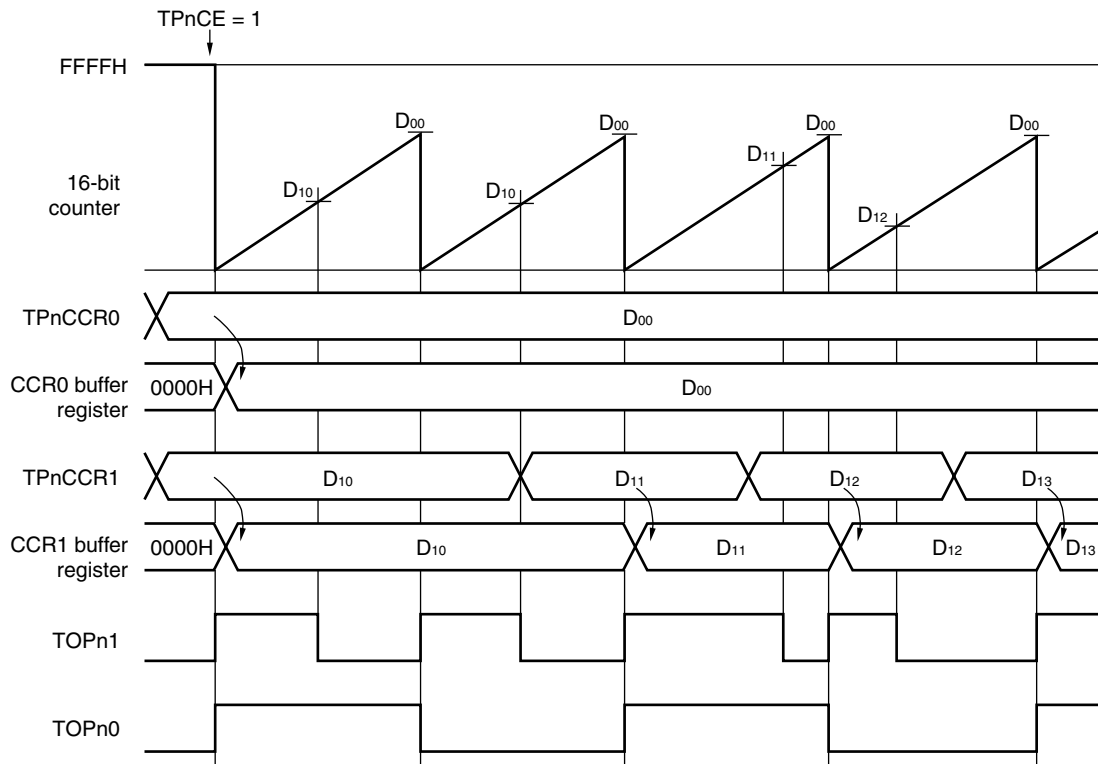 TPnCE = 1
FFFFH
16-bit
counter
D10
D00
D10
D00
D11
D00
D12
D00
TPnCCR0
D00
CCR0 buffer
register
0000H
D00
TPnCCR1
D10
D11
D12
D13
CCR1 buffer
register
0000H
D10
D11
D12
D13
TOPn1
TOPn0